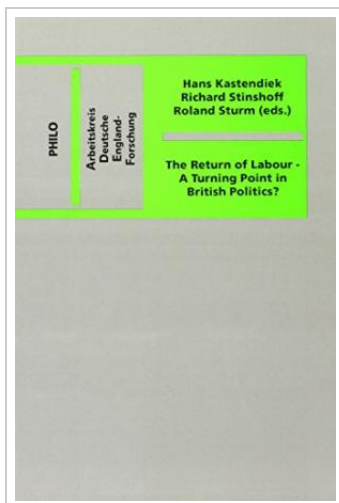 PHILO
Arbeitskreis
Deutsche
England-
Forschung
Hans Kastendiek
Richard Stinshoff
Roland Sturm (eds.)
The Return of Labour -
A Turning Point in
British Politics?